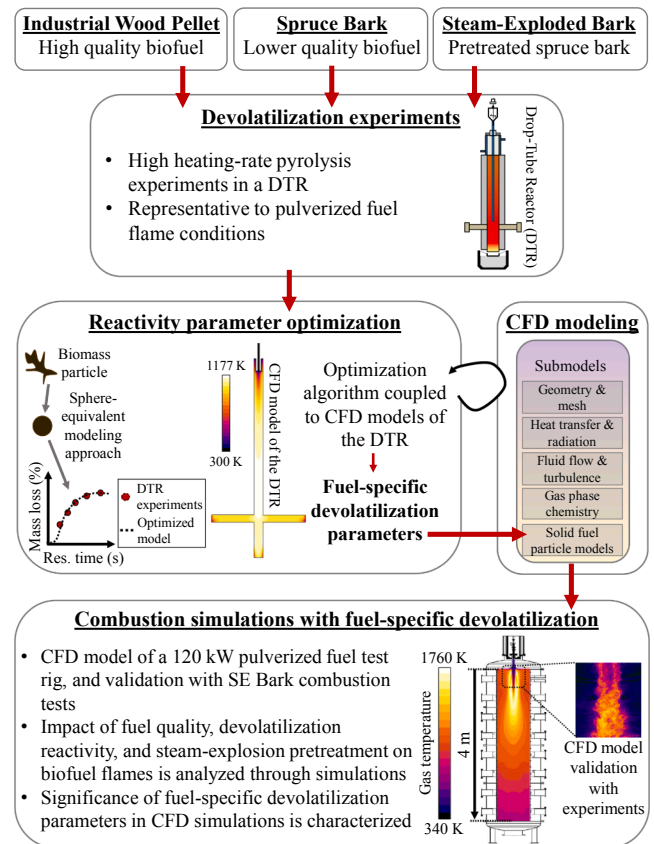 Industrial Wood Pellet
High quality biofuel
Spruce Bark
Lower quality biofuel
Steam-Exploded Bark
Pretreated spruce bark
Devolatilization experiments
• High heating-rate pyrolysis
experiments in a DTR
• Representative to pulverized fuel
flame conditions
Drop-Tube Reactor (DTR)
Reactivity parameter optimization
Biomass
particle
Sphere-
equivalent
modeling
approach
Mass loss (%)
Res. time (s)
DTR
experiments
Optimized
model
1177 K
300 K
CFD model of the DTR
Optimization
algorithm coupled
to CFD models of
the DTR
Fuel-specific
devolatilization
parameters
CFD modeling
Submodels
Geometry &
mesh
Heat transfer &
radiation
Fluid flow &
turbulence
Gas phase
chemistry
Solid fuel
particle models
Combustion simulations with fuel-specific devolatilization
• CFD model of a 120 kW pulverized fuel test
rig, and validation with SE Bark combustion
tests
• Impact of fuel quality, devolatilization
reactivity, and steam-explosion pretreatment on
biofuel flames is analyzed through simulations
• Significance of fuel-specific devolatilization
parameters in CFD simulations is characterized
1760 K
Gas temperature
340 K
4 m
CFD model
validation
with
experiments